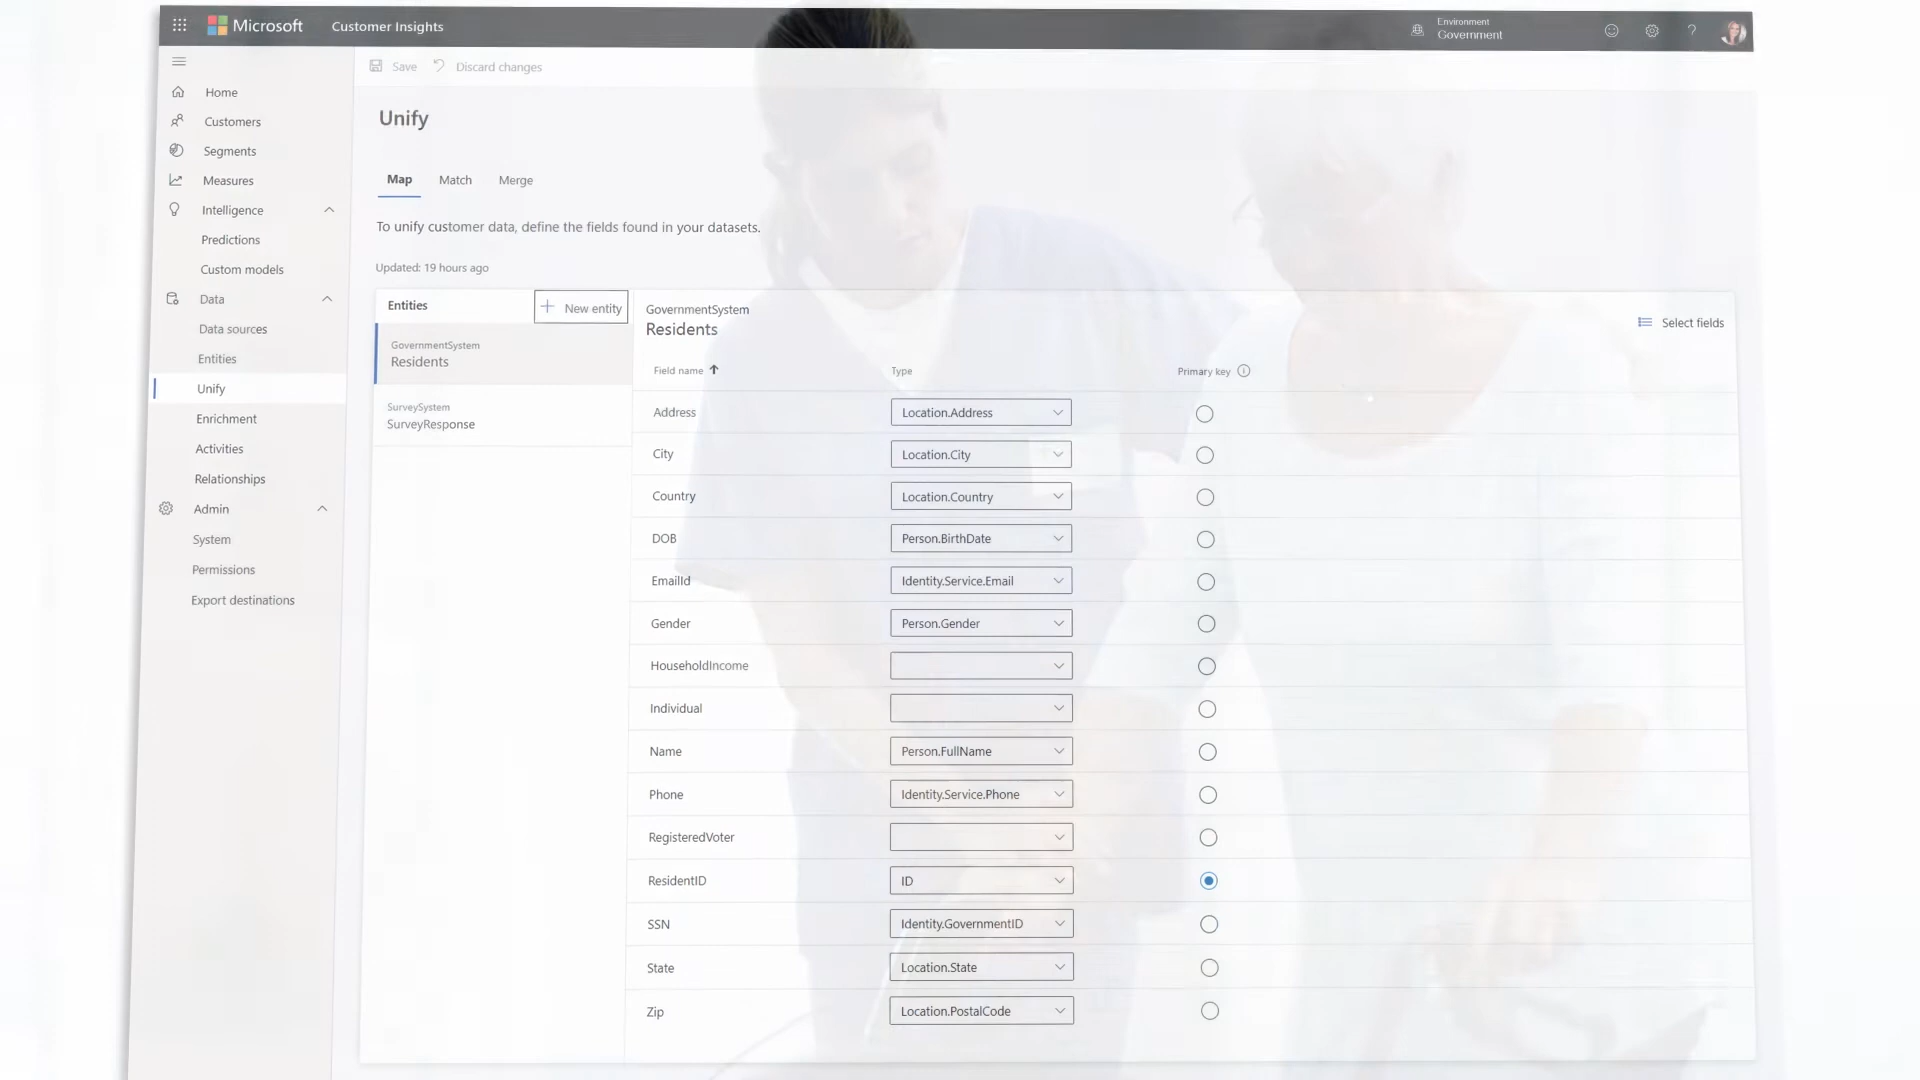 Microsoft Customer Insights
Environment
Government
?
Save Discard changes
Home
Customers
Segments
Measures
Intelligence
Predictions
Custom models
Data
Data sources
Entities
Unify
Enrichment
Activities
Relationships
Admin
System
Permissions
Export destinations
Unify
Map Match Merge
To unify customer data, define the fields found in your datasets.
Updated: 19 hours ago
Entities + New entity
GovernmentSystem
Residents
SurveySystem
SurveyResponse
GovernmentSystem
Residents
Select fields
Field name Type Primary key
Address Location.Address
City Location.City
Country Location.Country
DOB Person.BirthDate
EmailId Identity.Service.Email
Gender Person.Gender
HouseholdIncome
Individual
Name Person.FullName
Phone Identity.Service.Phone
RegisteredVoter
ResidentID ID
SSN Identity.GovernmentID
State Location.State
Zip Location.PostalCode